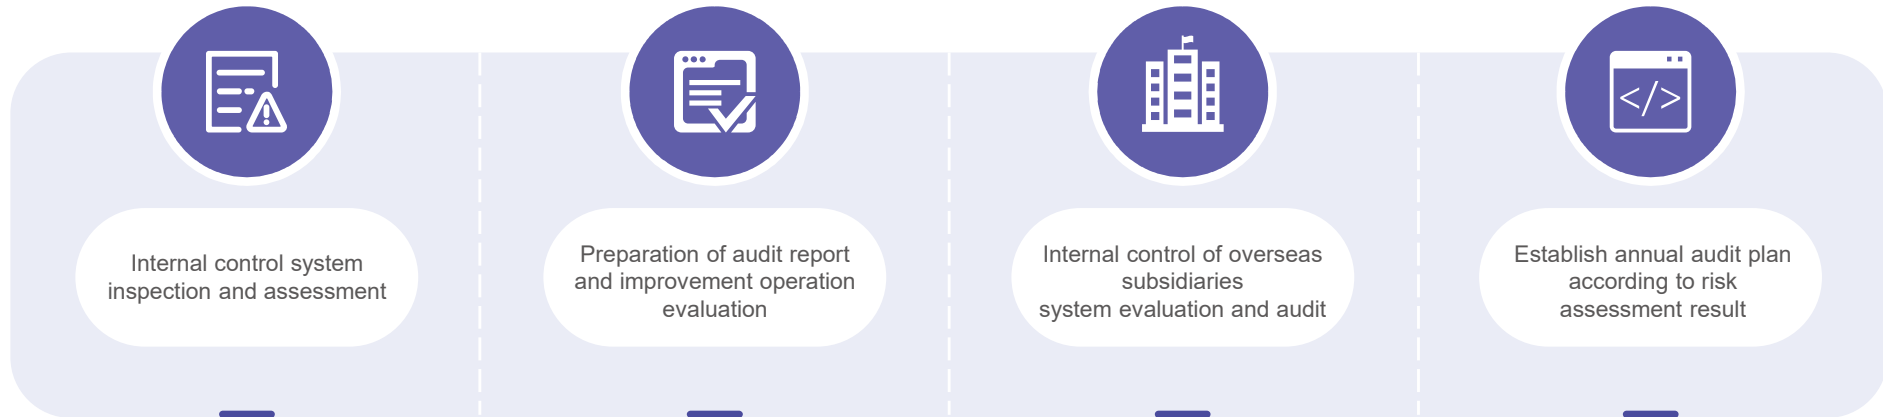 Internal control system
inspection and assessment
Preparation of audit report
and improvement operation
evaluation
Internal control of overseas
subsidiaries
system evaluation and audit
Establish annual audit plan
according to risk
assessment result